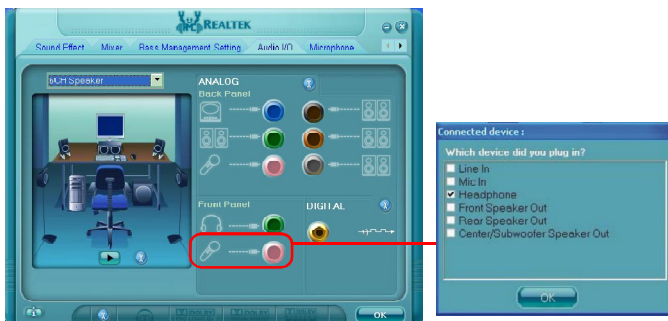 REALTEK
Sound Effect Mixer Bass Management Setting Audio I/O Microphone
6CH Speaker
ANALOG
Back Panel
Front Panel
DIGITAL
OK
Connected device :
Which device did you plug in?
Line In
Mic In
Headphone
Front Speaker Out
Rear Speaker Out
Center/Subwoofer Speaker Out
OK